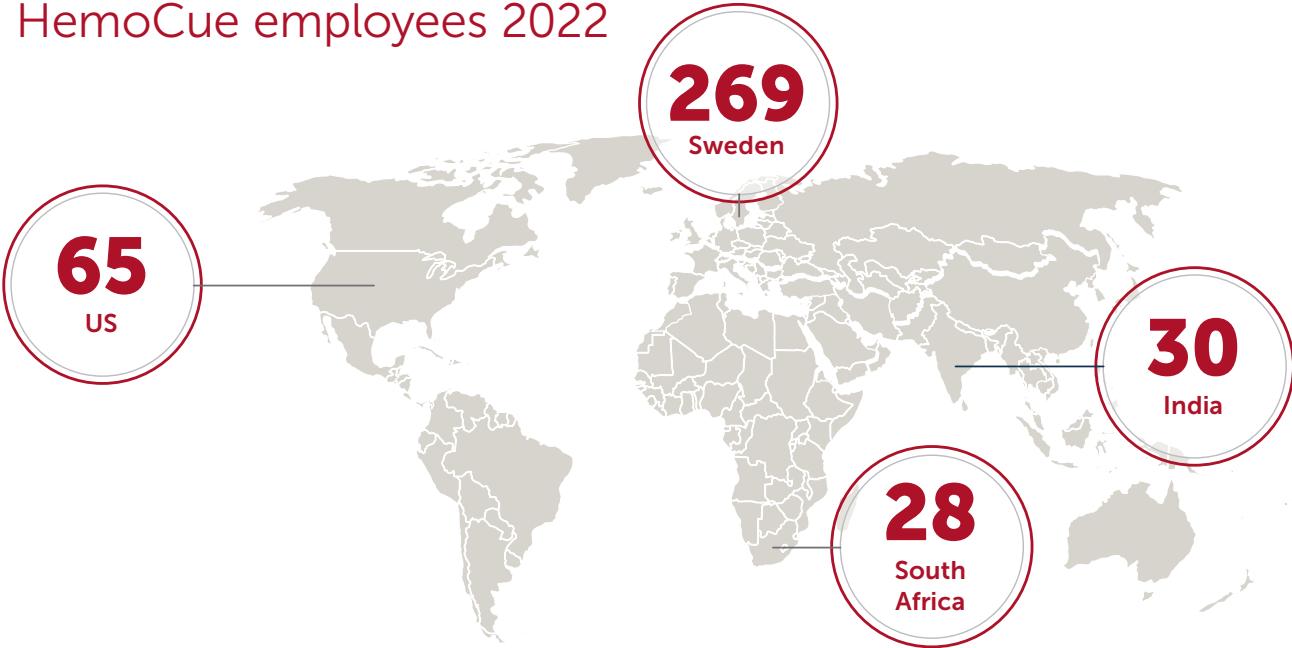 HemoCue employees 2022
269
Sweden
65
US
30
India
28
South
Africa